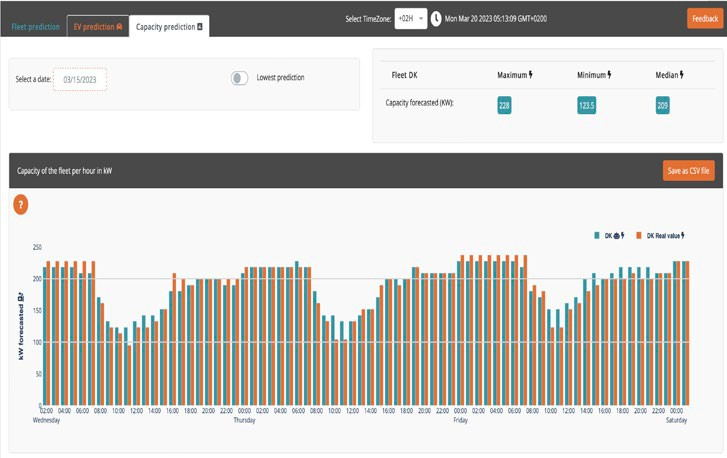 Fleet prediction EV prediction Capacity prediction Select TimeZone: +02H Mon Mar 20 2023 05:13:09 GMT+0200 Feedback
Select a date: 03/15/2023 Lowest prediction
Fleet DK Maximum Minimum Median
Capacity forecasted (KW): 228 123.5 209
Capacity of the fleet per hour in kW Save as CSV file
?
DK DK Real value
kW forecasted
250
200
150
100
50
0
02:00 04:00 06:00 08:00 10:00 12:00 14:00 16:00 18:00 20:00 22:00 00:00 02:00 04:00 06:00 08:00 10:00 12:00 14:00 16:00 18:00 20:00 22:00 00:00 02:00 04:00 06:00 08:00 10:00 12:00 14:00 16:00 18:00 20:00 22:00 00:00
Wednesday Thursday Friday Saturday